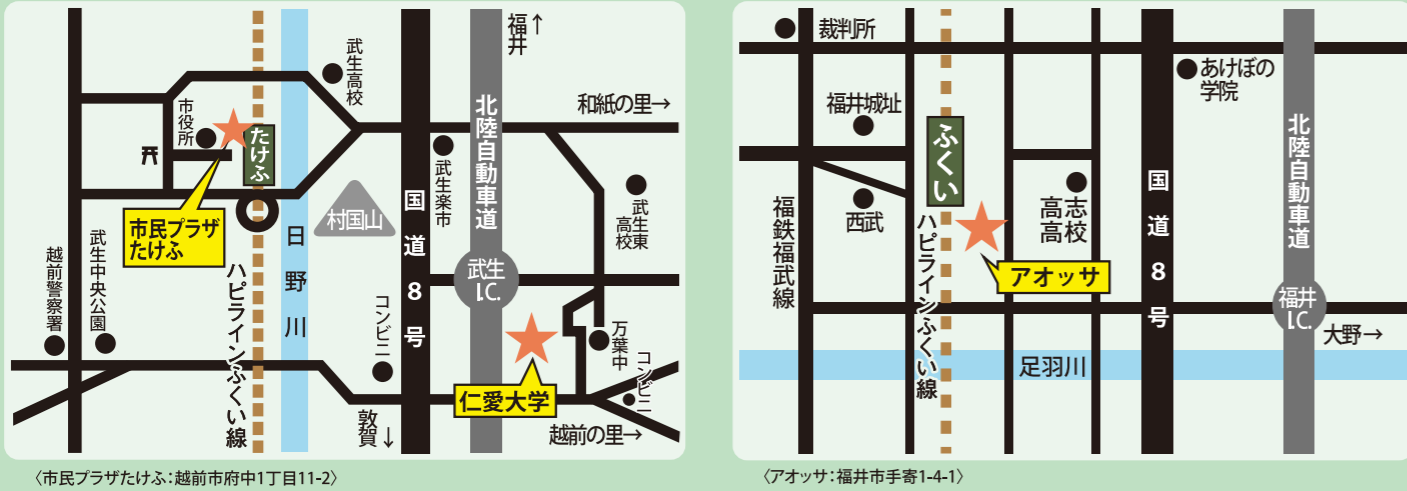 福井↑
武生高校
市役所
たけふ
和紙の里→
北陸自動車道
武生楽市
国道8号
市民プラザ
たけふ
村国山
武生東
高校
日野川
武生
I.C.
越前警察署
武生中央公園
ハピラインふくい線
コンビニ
万葉中
コンビニ
仁愛大学
敦賀↓
越前の里→
〈市民プラザたけふ：越前市府中1丁目11-2〉
裁判所
あけぼの
学院
福井城址
ふくい
北陸自動車道
国道8号
西武
高志
高校
福鉄福武線
ハピラインふくい線
アオッサ
福井
I.C.
大野→
足羽川
〈アオッサ：福井市手寄1-4-1〉